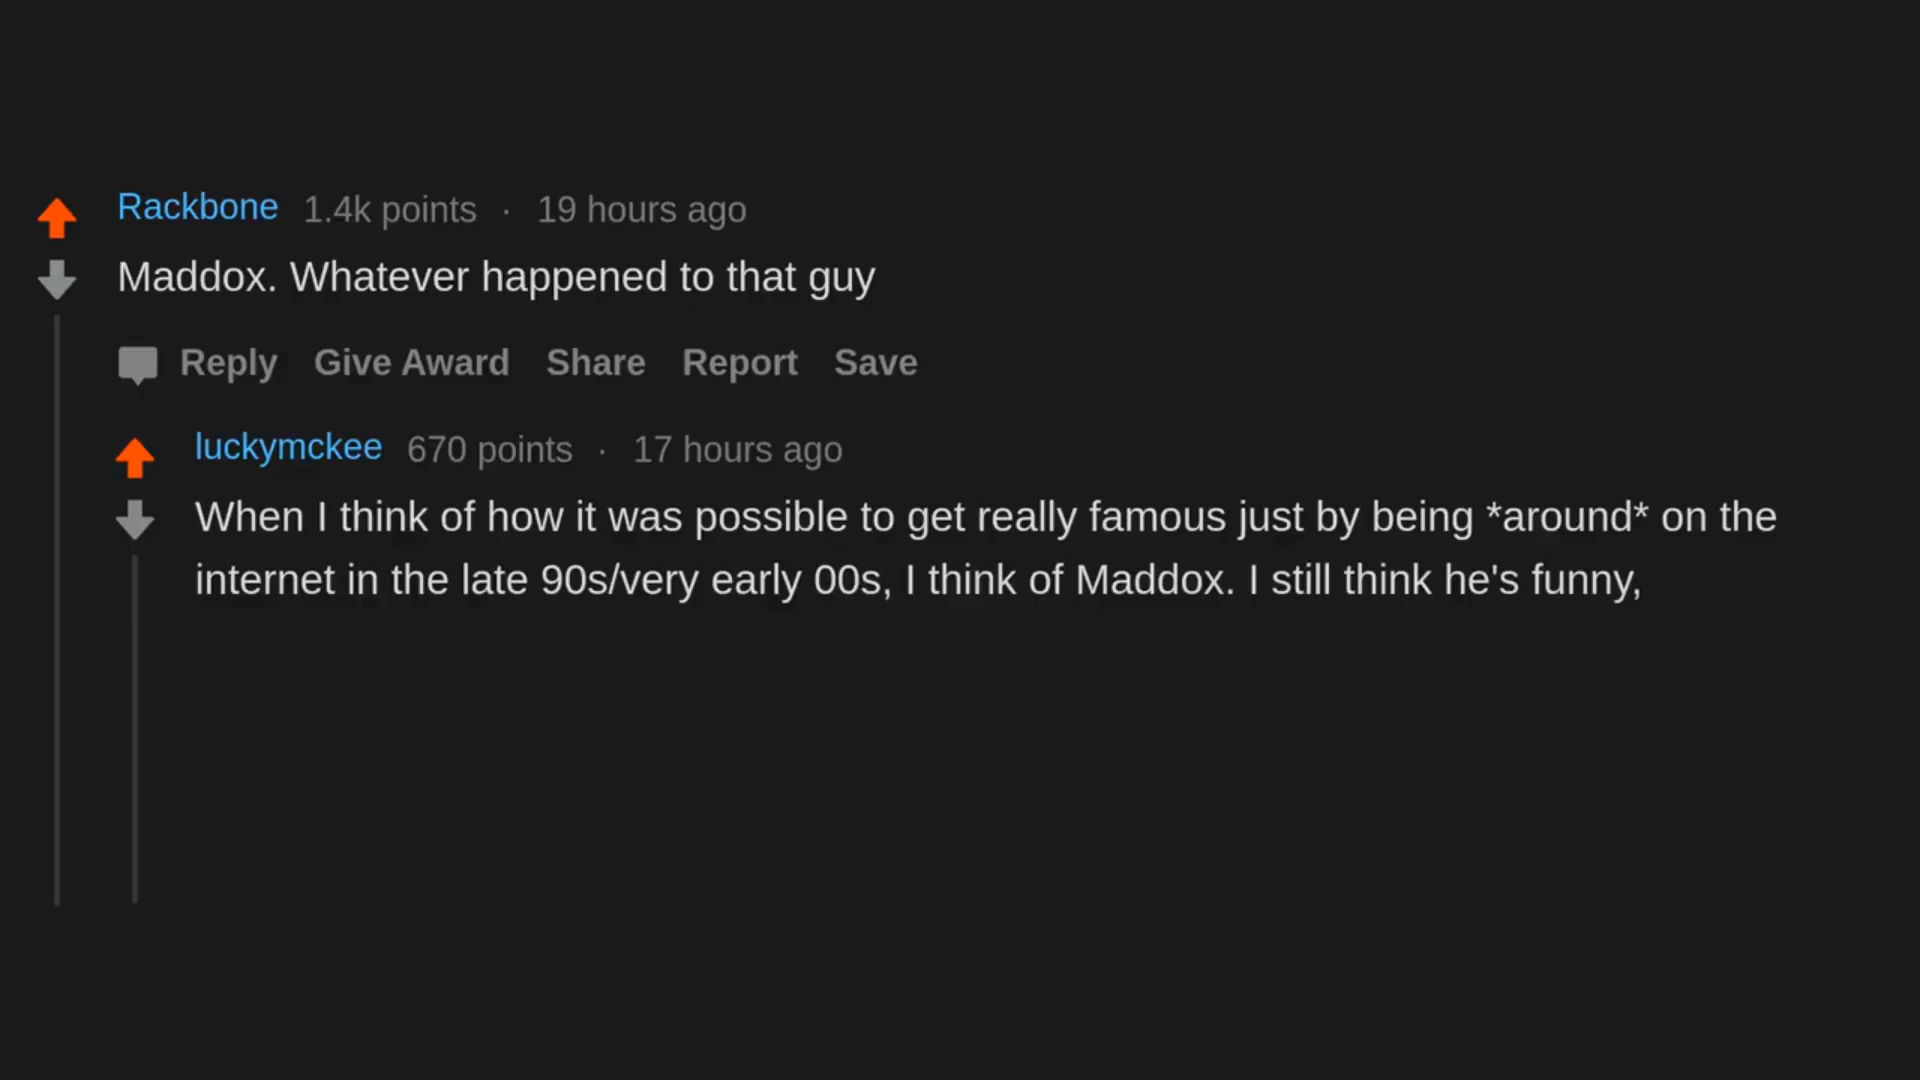 Rackbone 1.4k points · 19 hours ago
Maddox. Whatever happened to that guy
Reply Give Award Share Report Save
luckymckee 670 points · 17 hours ago
When I think of how it was possible to get really famous just by being *around* on the
internet in the late 90s/very early 00s, I think of Maddox. I still think he's funny,